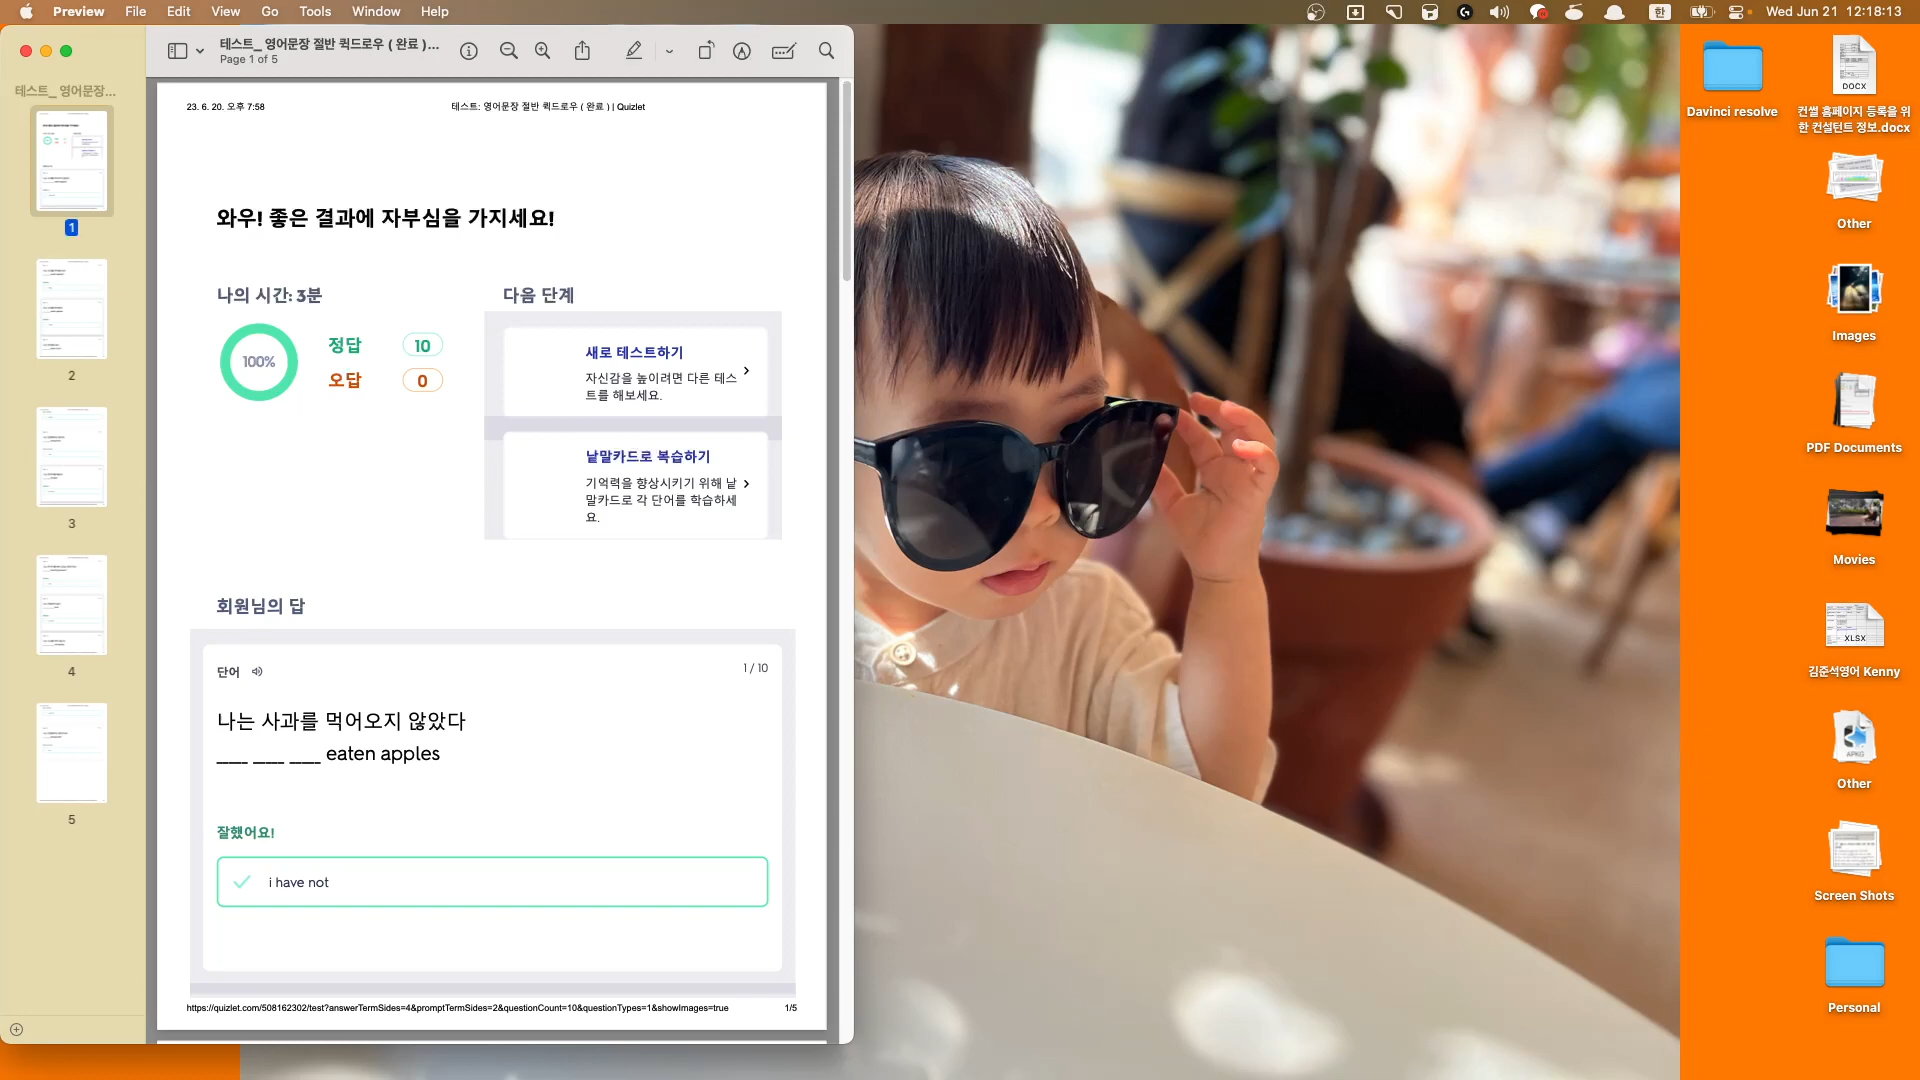 Preview File Edit View Go Tools Window Help
한
Wed Jun 21 12:18:13
테스트_ 영어문장 절반 퀵드로우 ( 완료 )...
Page 1 of 5
테스트_ 영어문장...
1
2
3
4
5
23. 6. 20. 오후 7:58
테스트: 영어문장 절반 퀵드로우 ( 완료 ) | Quizlet
와우! 좋은 결과에 자부심을 가지세요!
나의 시간: 3분
100%
정답 10
오답 0
다음 단계
새로 테스트하기
자신감을 높이려면 다른 테스
트를 해보세요.
낱말카드로 복습하기
기억력을 향상시키기 위해 낱
말카드로 각 단어를 학습하세
요.
회원님의 답
단어
1 / 10
나는 사과를 먹어오지 않았다
___ ___ ___ eaten apples
잘했어요!
i have not
https://quizlet.com/508162302/test?answerTermSides=4&promptTermSides=2&questionCount=10&questionTypes=1&showImages=true
1/5
Davinci resolve
DOCX
컨썰 홈페이지 등록을 위
한 컨설턴트 정보.docx
Other
Images
PDF Documents
Movies
XLSX
김준석영어 Kenny
APKG
Other
Screen Shots
Personal